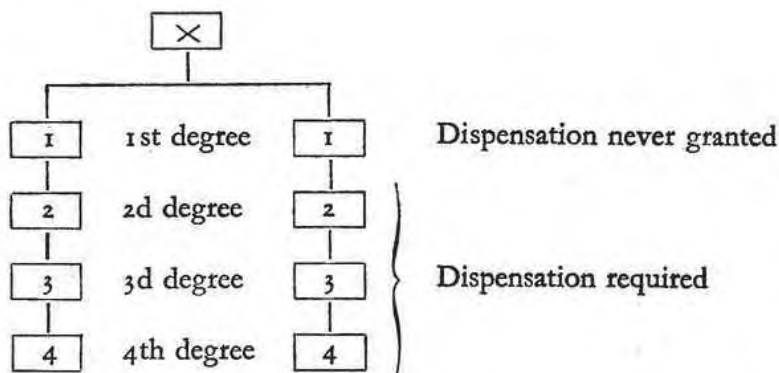 X
1 1st degree 1 Dispensation never granted
2 2d degree 2
3 3d degree 3 Dispensation required
4 4th degree 4